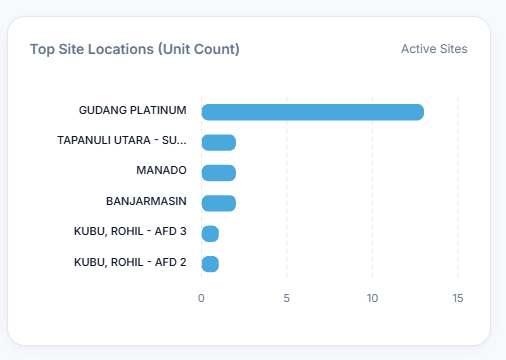 Top Site Locations (Unit Count)
Active Sites
GUDANG PLATINUM
TAPANULI UTARA - SU...
MANADO
BANJARMASIN
KUBU, ROHIL - AFD 3
KUBU, ROHIL - AFD 2
0 5 10 15